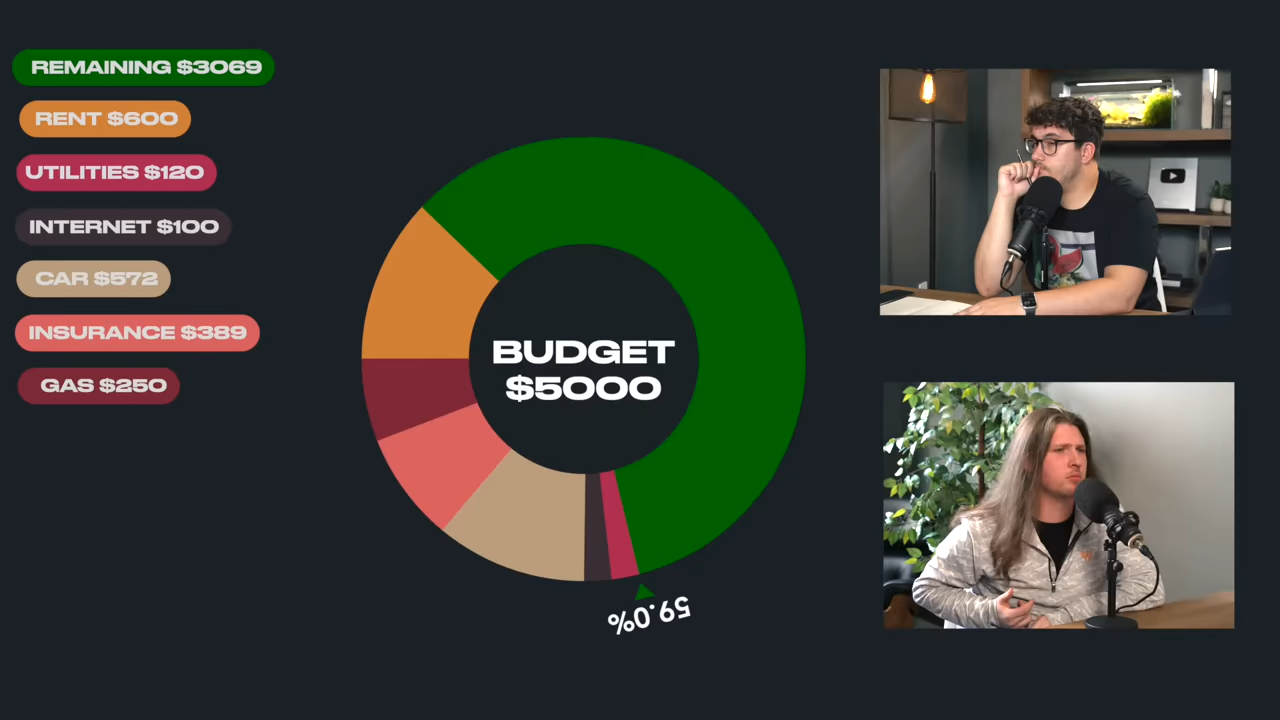 REMAINING $3069
RENT $600
UTILITIES $120
INTERNET $100
CAR $572
INSURANCE $389
GAS $250
BUDGET
$5000
59.0%